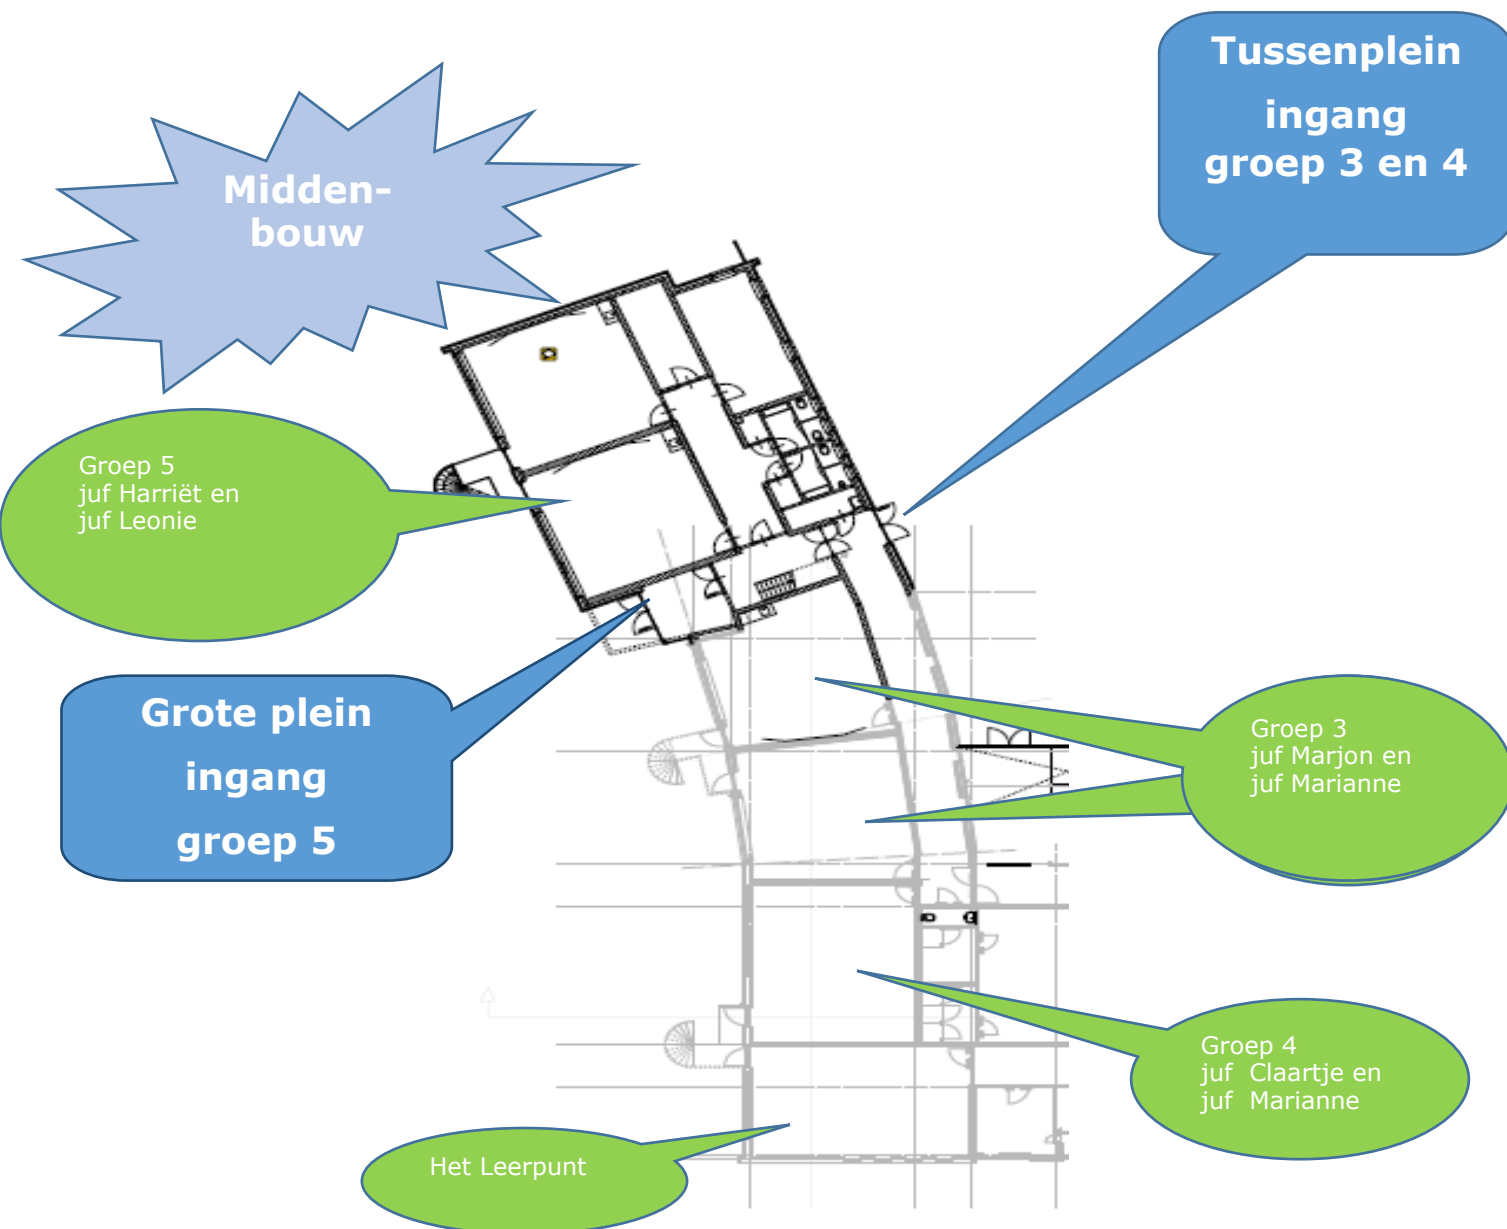 Tussenplein
ingang
groep 3 en 4
Midden-
bouw
Groep 5
juf Harriët en
juf Leonie
Grote plein
ingang
groep 5
Groep 3
juf Marjon en
juf Marianne
Groep 4
juf  Claartje en
juf  Marianne
Het Leerpunt